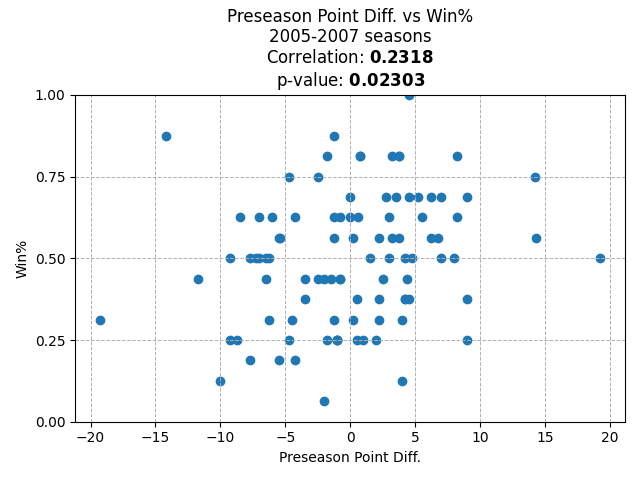 Preseason Point Diff. vs Win%
2005-2007 seasons
Correlation: 0.2318
p-value: 0.02303
1.00
0.75
0.50
0.25
0.00
Win%
−20 −15 −10 −5 0 5 10 15 20
Preseason Point Diff.